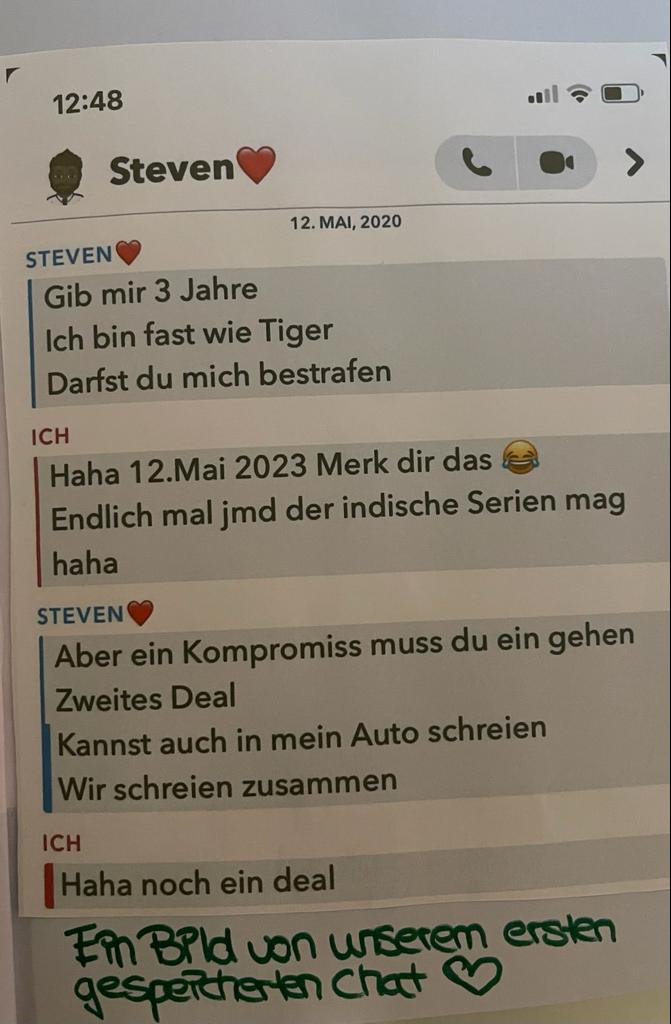 12:48
Steven❤️
12. MAI, 2020
STEVEN❤️
Gib mir 3 Jahre
Ich bin fast wie Tiger
Darfst du mich bestrafen
ICH
Haha 12.Mai 2023 Merk dir das 😂
Endlich mal jmd der indische Serien mag
haha
STEVEN❤️
Aber ein Kompromiss muss du ein gehen
Zweites Deal
Kannst auch in mein Auto schreien
Wir schreien zusammen
ICH
Haha noch ein deal
Ein Bild von unserem ersten
gespeicherten Chat ♡